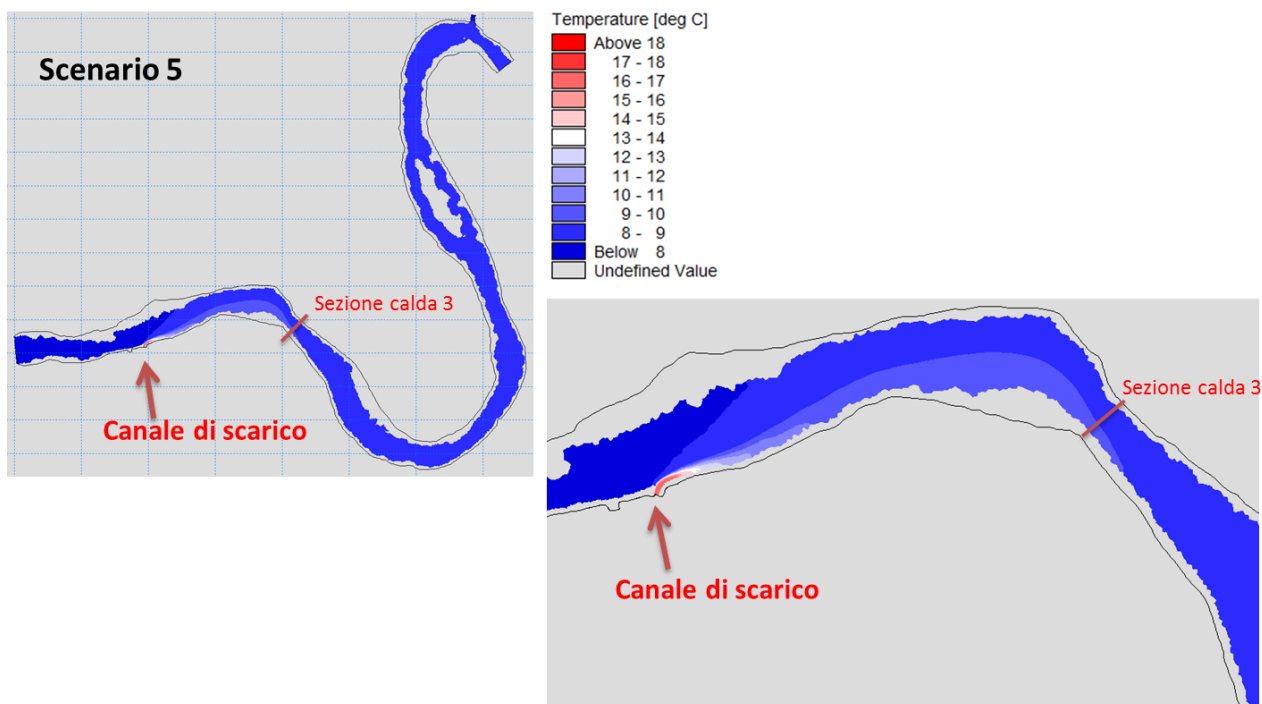 Scenario 5
Sezione calda 3
Canale di scarico
Temperature [deg C]
Above 18
17 - 18
16 - 17
15 - 16
14 - 15
13 - 14
12 - 13
11 - 12
10 - 11
9 - 10
8 - 9
Below 8
Undefined Value
Sezione calda 3
Canale di scarico